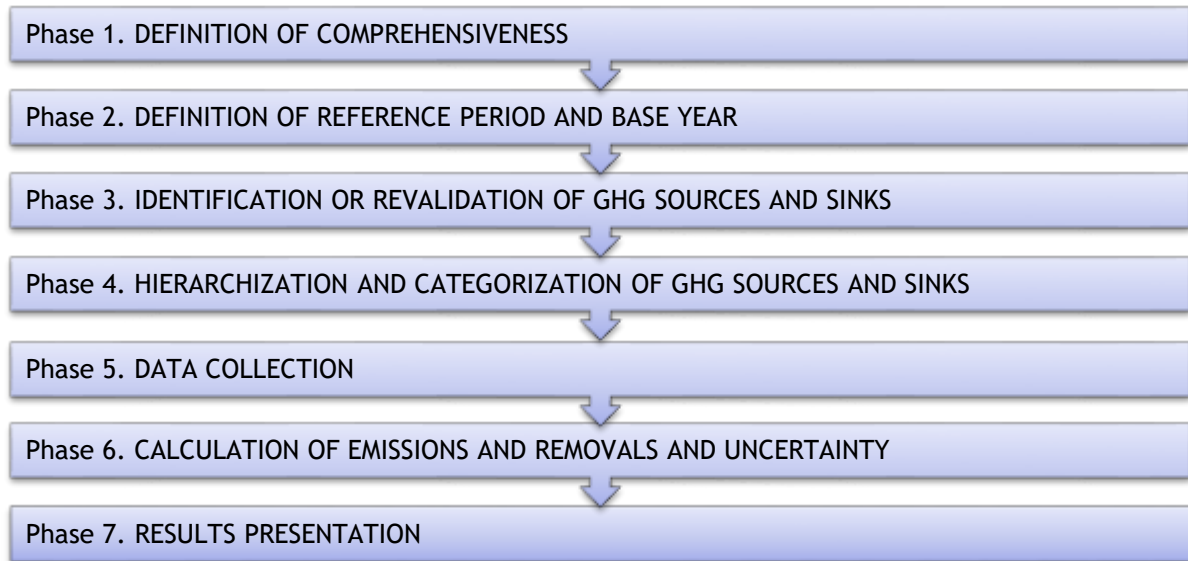 Phase 1. DEFINITION OF COMPREHENSIVENESS
Phase 2. DEFINITION OF REFERENCE PERIOD AND BASE YEAR
Phase 3. IDENTIFICATION OR REVALIDATION OF GHG SOURCES AND SINKS
Phase 4. HIERARCHIZATION AND CATEGORIZATION OF GHG SOURCES AND SINKS
Phase 5. DATA COLLECTION
Phase 6. CALCULATION OF EMISSIONS AND REMOVALS AND UNCERTAINTY
Phase 7. RESULTS PRESENTATION